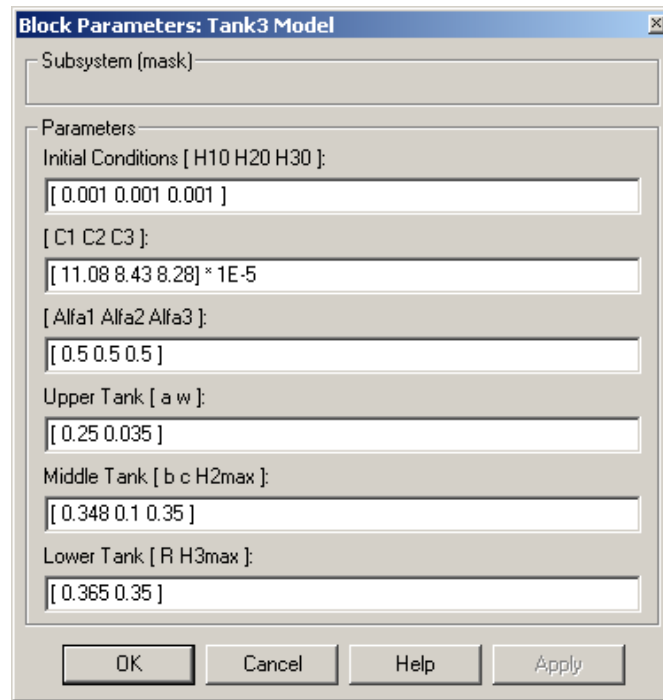 Block Parameters: Tank3 Model
Subsystem (mask)
Parameters
Initial Conditions [ H10 H20 H30 ]:
[ 0.001 0.001 0.001 ]
[ C1 C2 C3 ]:
[ 11.08 8.43 8.28] * 1E-5
[ Alfa1 Alfa2 Alfa3 ]:
[ 0.5 0.5 0.5 ]
Upper Tank [ a w ]:
[ 0.25 0.035 ]
Middle Tank [ b c H2max ]:
[ 0.348 0.1 0.35 ]
Lower Tank [ R H3max ]:
[ 0.365 0.35 ]
OK Cancel Help Apply